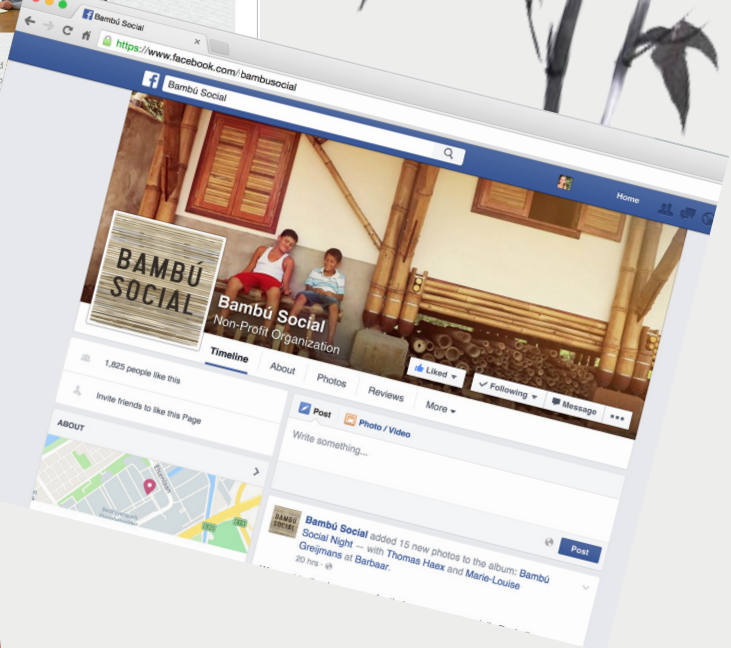 Bambú Social
https://www.facebook.com/bambusocial
Bambú Social
Home
BAMBÚ
SOCIAL
Bambú Social
Non-Profit Organization
Liked
Following
Message
Timeline
About
Photos
Reviews
More
1,825 people like this
Invite friends to like this Page
ABOUT
Post
Photo / Video
Write something...
Post
BAMBÚ
SOCIAL
Bambú Social added 15 new photos to the album: Bambú
Social Night — with Thomas Haex and Marie-Louise
Greijmans at Barbaar.
20 hrs